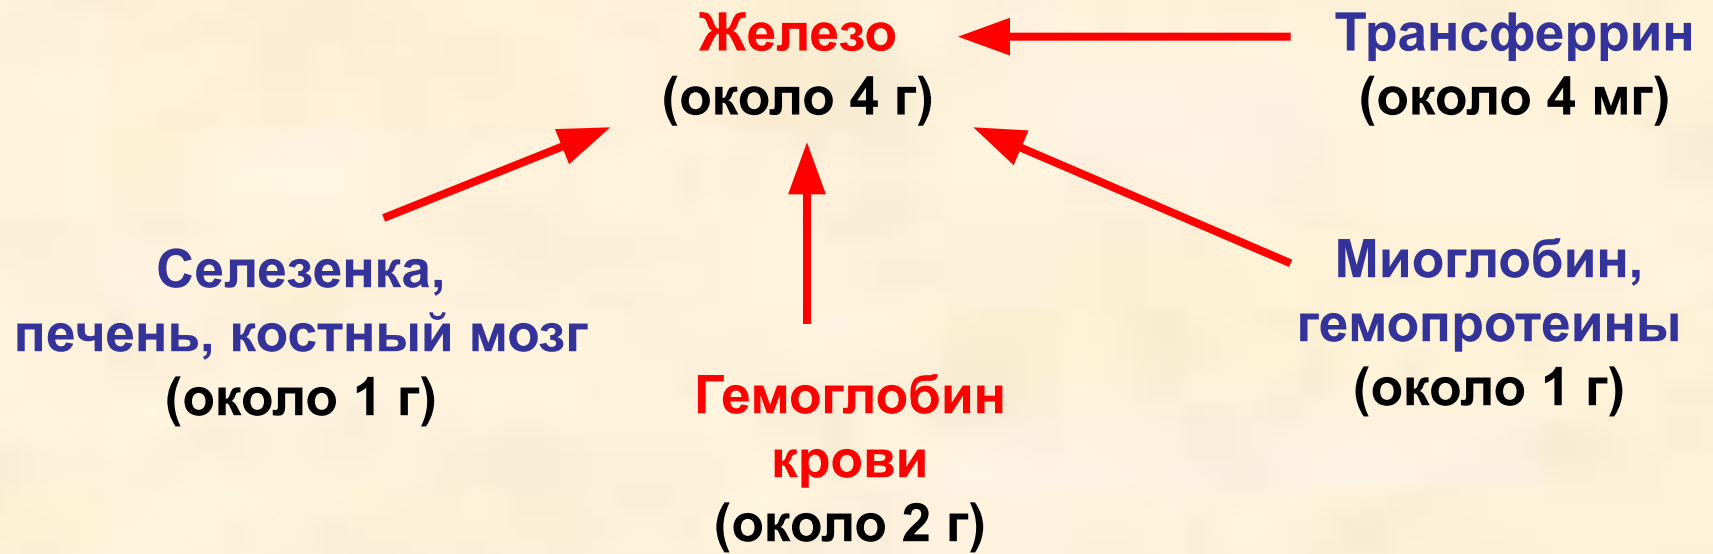 Железо
(около 4 г)
Трансферрин
(около 4 мг)
Селезенка,
печень, костный мозг
(около 1 г)
Гемоглобин
крови
(около 2 г)
Миоглобин,
гемопротеины
(около 1 г)